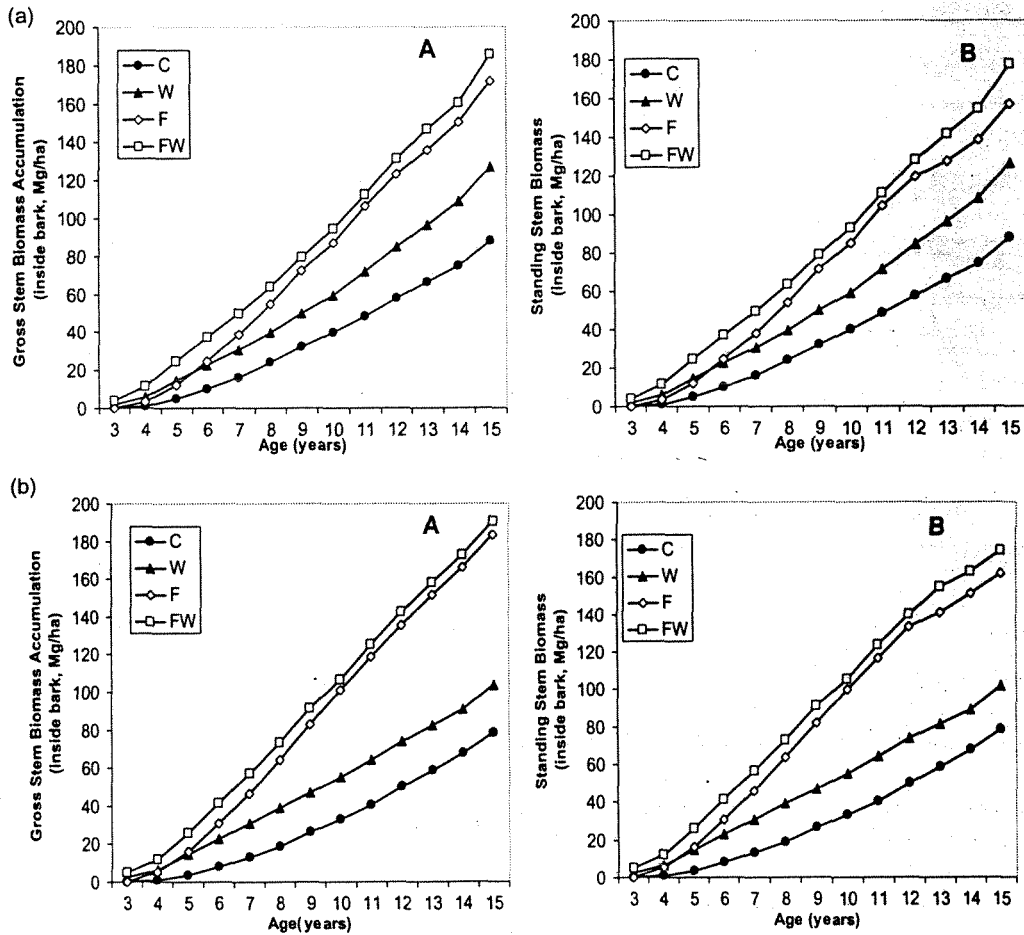 (a)
Gross Stem Biomass Accumulation
(inside bark, Mg/ha)
200
180
160
140
120
100
80
60
40
20
0
A
C
W
F
FW
3 4 5 6 7 8 9 10 11 12 13 14 15
Age (years)
Standing Stem Biomass
(inside bark, Mg/ha)
200
180
160
140
120
100
80
60
40
20
0
B
C
W
F
FW
3 4 5 6 7 8 9 10 11 12 13 14 15
Age (years)
(b)
Gross Stem Biomass Accumulation
(inside bark, Mg/ha)
200
180
160
140
120
100
80
60
40
20
0
A
C
W
F
FW
3 4 5 6 7 8 9 10 11 12 13 14 15
Age(years)
Standing Stem Biomass
(inside bark, Mg/ha)
200
180
160
140
120
100
80
60
40
20
0
B
C
W
F
FW
3 4 5 6 7 8 9 10 11 12 13 14 15
Age (years)